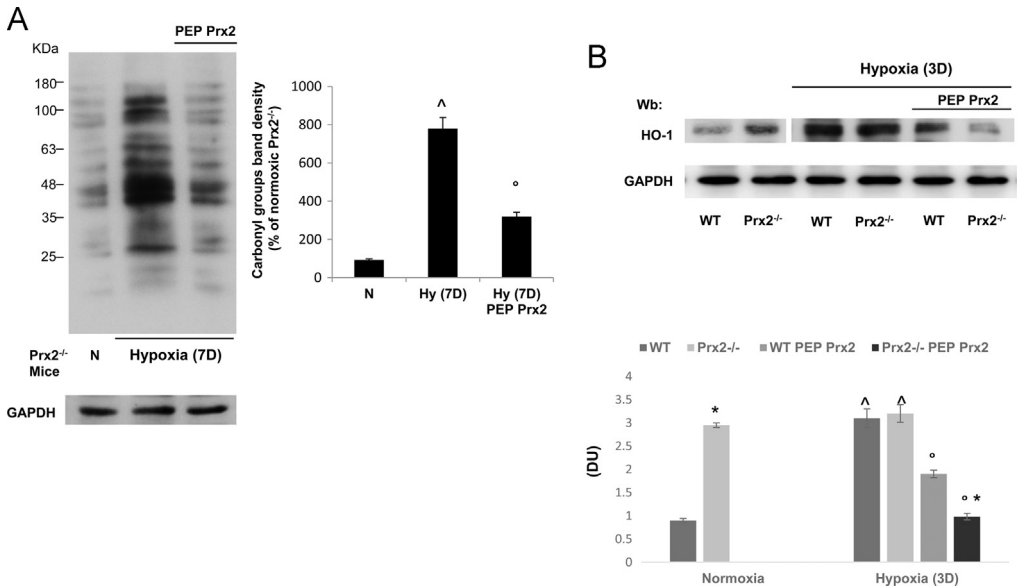 A
PEP Prx2
KDa
180
100
63
48
35
25
Prx2-/- N Hypoxia (7D)
Mice
GAPDH
Carbonyl groups band density
(% of normoxic Prx2-/-)
1000
800
600
400
200
0
^
°
N Hy (7D) Hy (7D)
PEP Prx2
B
Hypoxia (3D)
Wb: PEP Prx2
HO-1
GAPDH
WT Prx2-/- WT Prx2-/- WT Prx2-/-
WT Prx2-/- WT PEP Prx2 Prx2-/- PEP Prx2
(DU)
4
3.5
3
2.5
2
1.5
1
0.5
0
*
^ ^
°
° *
Normoxia Hypoxia (3D)